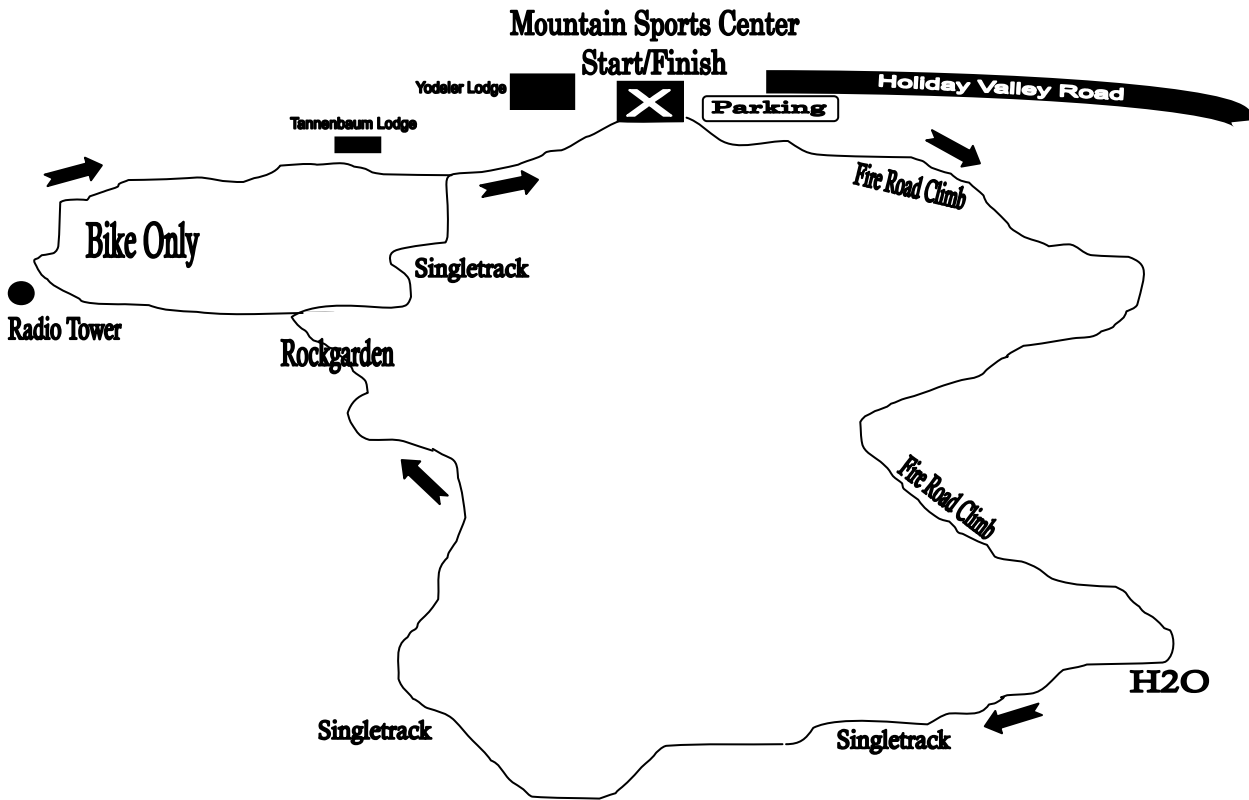 Mountain Sports Center
Start/Finish
Yodeler Lodge
X
Parking
Holiday Valley Road
Tannenbaum Lodge
Fire Road Climb
Bike Only
Singletrack
Radio Tower
Rockgarden
Fire Road Climb
H2O
Singletrack
Singletrack